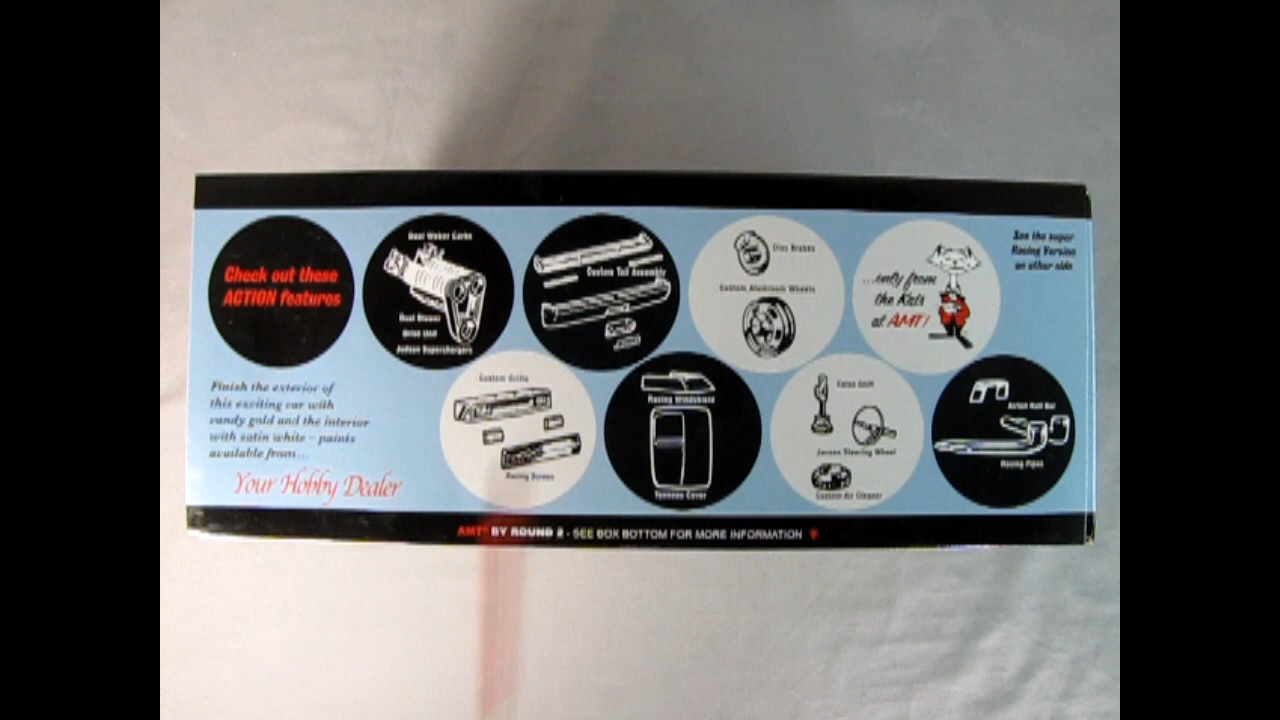 Check out these
ACTION features
Dual Weber Carbs
Dual Blower
Drive Unit
Judson Superchargers
Custom Tail Assembly
Disc Brakes
Custom Aluminum Wheels
...only from
the Kats
at AMT!
See the super
Racing Version
on other side
Finish the exterior of
this exciting car with
candy gold and the interior
with satin white – paints
available from...
Your Hobby Dealer
Custom Grille
Racing Screen
Racing Windshield
Tonneau Cover
Shift
Steering Wheel
Custom Air Cleaner
Roll Bar
Racing Pipes
AMT® BY ROUND 2 - SEE BOX BOTTOM FOR MORE INFORMATION